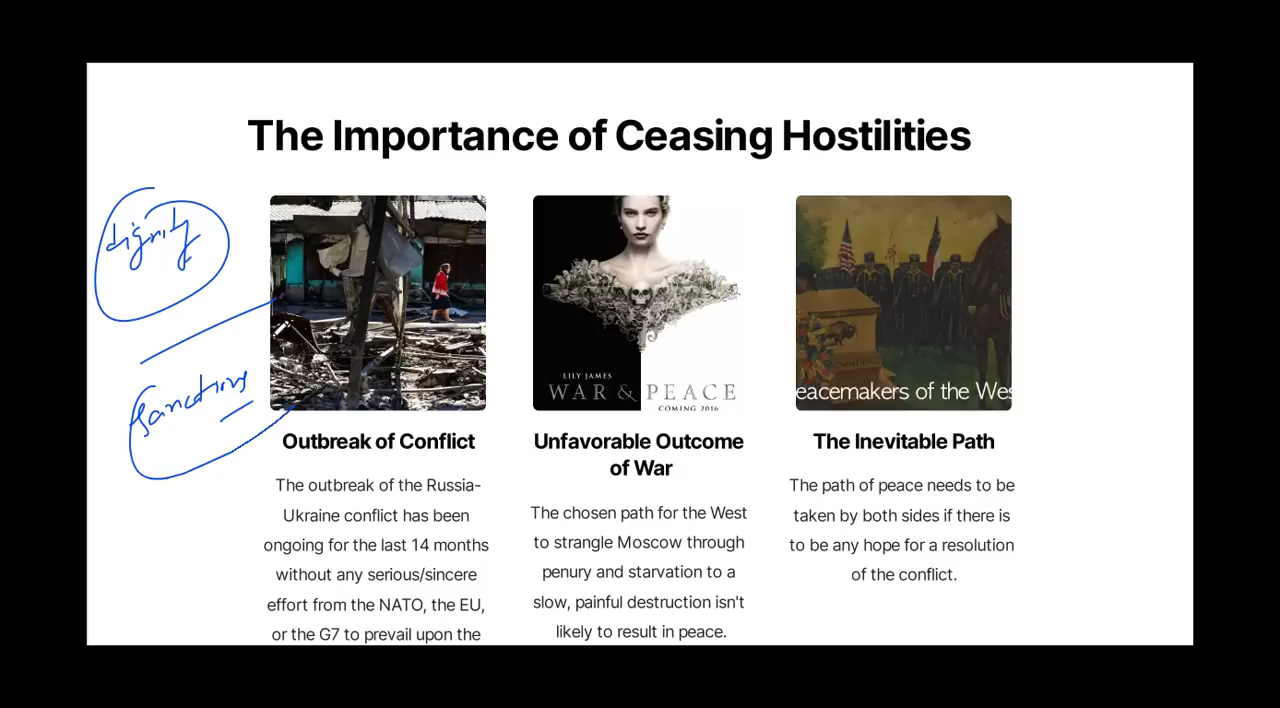 The Importance of Ceasing Hostilities
dignity
Sanctions
LILY JAMES
WAR & PEACE
COMING 2016
eacemakers of the Wes
Outbreak of Conflict
The outbreak of the Russia-
Ukraine conflict has been
ongoing for the last 14 months
without any serious/sincere
effort from the NATO, the EU,
or the G7 to prevail upon the
Unfavorable Outcome
of War
The chosen path for the West
to strangle Moscow through
penury and starvation to a
slow, painful destruction isn't
likely to result in peace.
The Inevitable Path
The path of peace needs to be
taken by both sides if there is
to be any hope for a resolution
of the conflict.